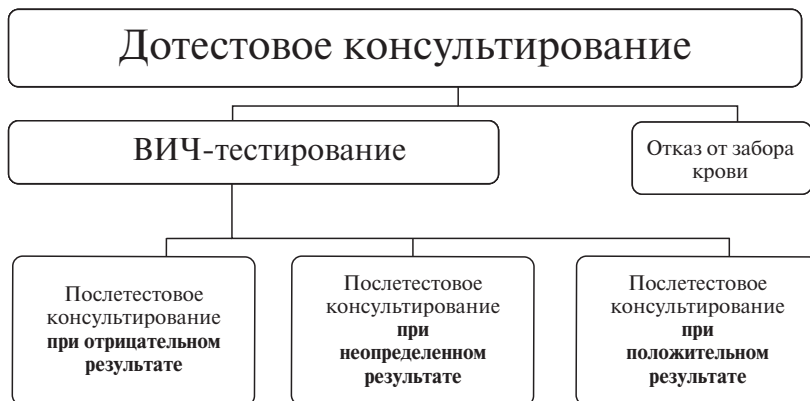 Дотестовое консультирование
ВИЧ-тестирование
Отказ от забора
крови
Послетестовое
консультирование
при отрицательном
результате
Послетестовое
консультирование
при
неопределенном
результате
Послетестовое
консультирование
при
положительном
результате